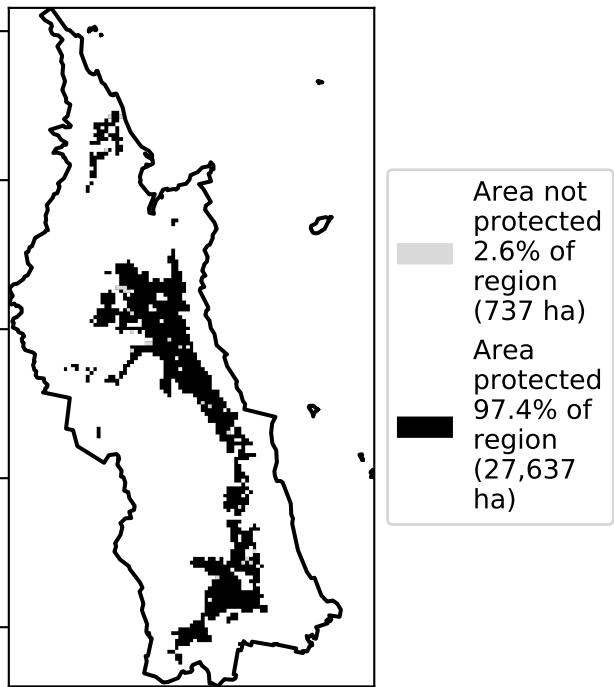 Area not
protected
2.6% of
region
(737 ha)
Area
protected
97.4% of
region
(27,637
ha)